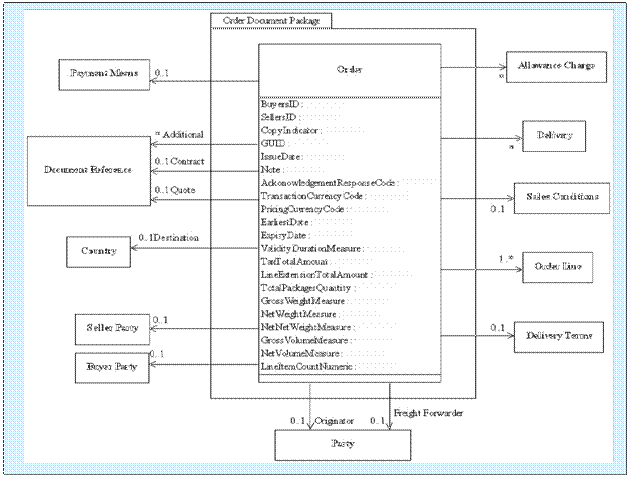 Order Document Package
Order
BuyersID :
SellersID :
CopyIndicator :
GUID :
IssueDate :
Note :
AcknowledgementResponseCode :
TransactionCurrencyCode :
PricingCurrencyCode :
EarliestDate :
ExpiryDate :
ValidityDurationMeasure :
TaxTotalAmount :
LineExtensionTotalAmount :
TotalPackagesQuantity :
GrossWeightMeasure :
NetWeightMeasure :
NetNetWeightMeasure :
GrossVolumeMeasure :
NetVolumeMeasure :
LineItemCountNumeric :
Payment Means
0..1
Document Reference
* Additional
0..1 Contract
0..1 Quote
Country
0..1 Destination
Seller Party
0..1
Buyer Party
0..1
Allowance Charge
*
Delivery
*
Sales Conditions
0..1
Order Line
1..*
Delivery Terms
0..1
0..1 Originator
0..1 Freight Forwarder
Party